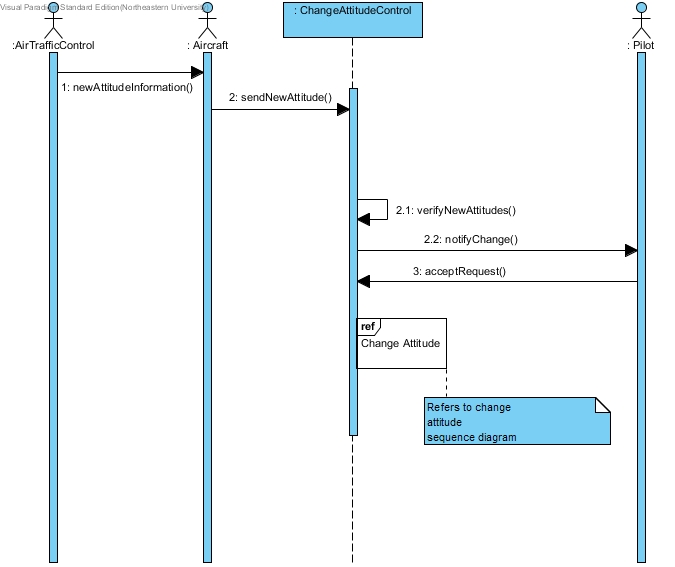 Visual Paradigm Standard Edition(Northeastern University)
: ChangeAttitudeControl
:AirTrafficControl
: Aircraft
: Pilot
1: newAttitudeInformation()
2: sendNewAttitude()
2.1: verifyNewAttitudes()
2.2: notifyChange()
3: acceptRequest()
ref
Change Attitude
Refers to change
attitude
sequence diagram